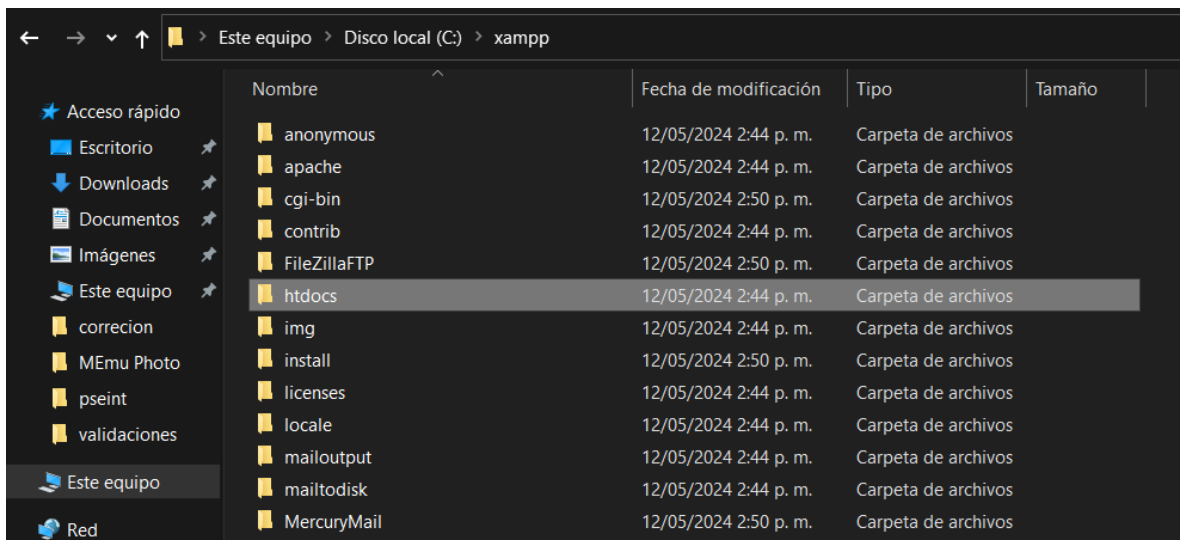 Este equipo > Disco local (C:) > xampp
Nombre Fecha de modificación Tipo Tamaño
Acceso rápido
Escritorio
Downloads
Documentos
Imágenes
Este equipo
correcion
MEmu Photo
pseint
validaciones
Este equipo
Red
anonymous 12/05/2024 2:44 p. m. Carpeta de archivos
apache 12/05/2024 2:44 p. m. Carpeta de archivos
cgi-bin 12/05/2024 2:50 p. m. Carpeta de archivos
contrib 12/05/2024 2:44 p. m. Carpeta de archivos
FileZillaFTP 12/05/2024 2:50 p. m. Carpeta de archivos
htdocs 12/05/2024 2:44 p. m. Carpeta de archivos
img 12/05/2024 2:44 p. m. Carpeta de archivos
install 12/05/2024 2:50 p. m. Carpeta de archivos
licenses 12/05/2024 2:44 p. m. Carpeta de archivos
locale 12/05/2024 2:44 p. m. Carpeta de archivos
mailoutput 12/05/2024 2:44 p. m. Carpeta de archivos
mailtodisk 12/05/2024 2:44 p. m. Carpeta de archivos
MercuryMail 12/05/2024 2:50 p. m. Carpeta de archivos